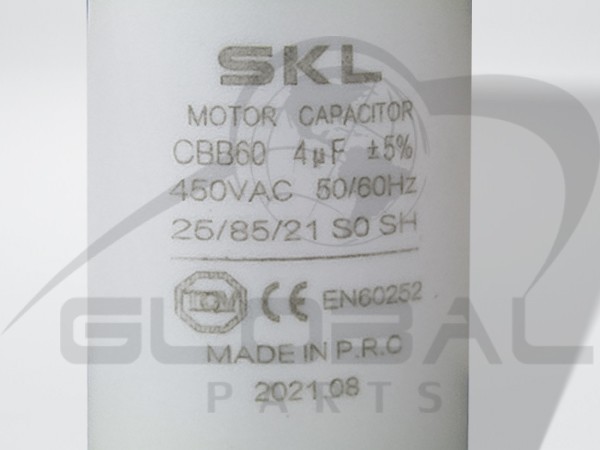 SKL
MOTOR CAPACITOR
CBB60 4µF ±5%
450VAC 50/60Hz
25/85/21 S0 SH
CE EN60252
MADE IN P.R.C
2021.08
GLOBAL
PARTS